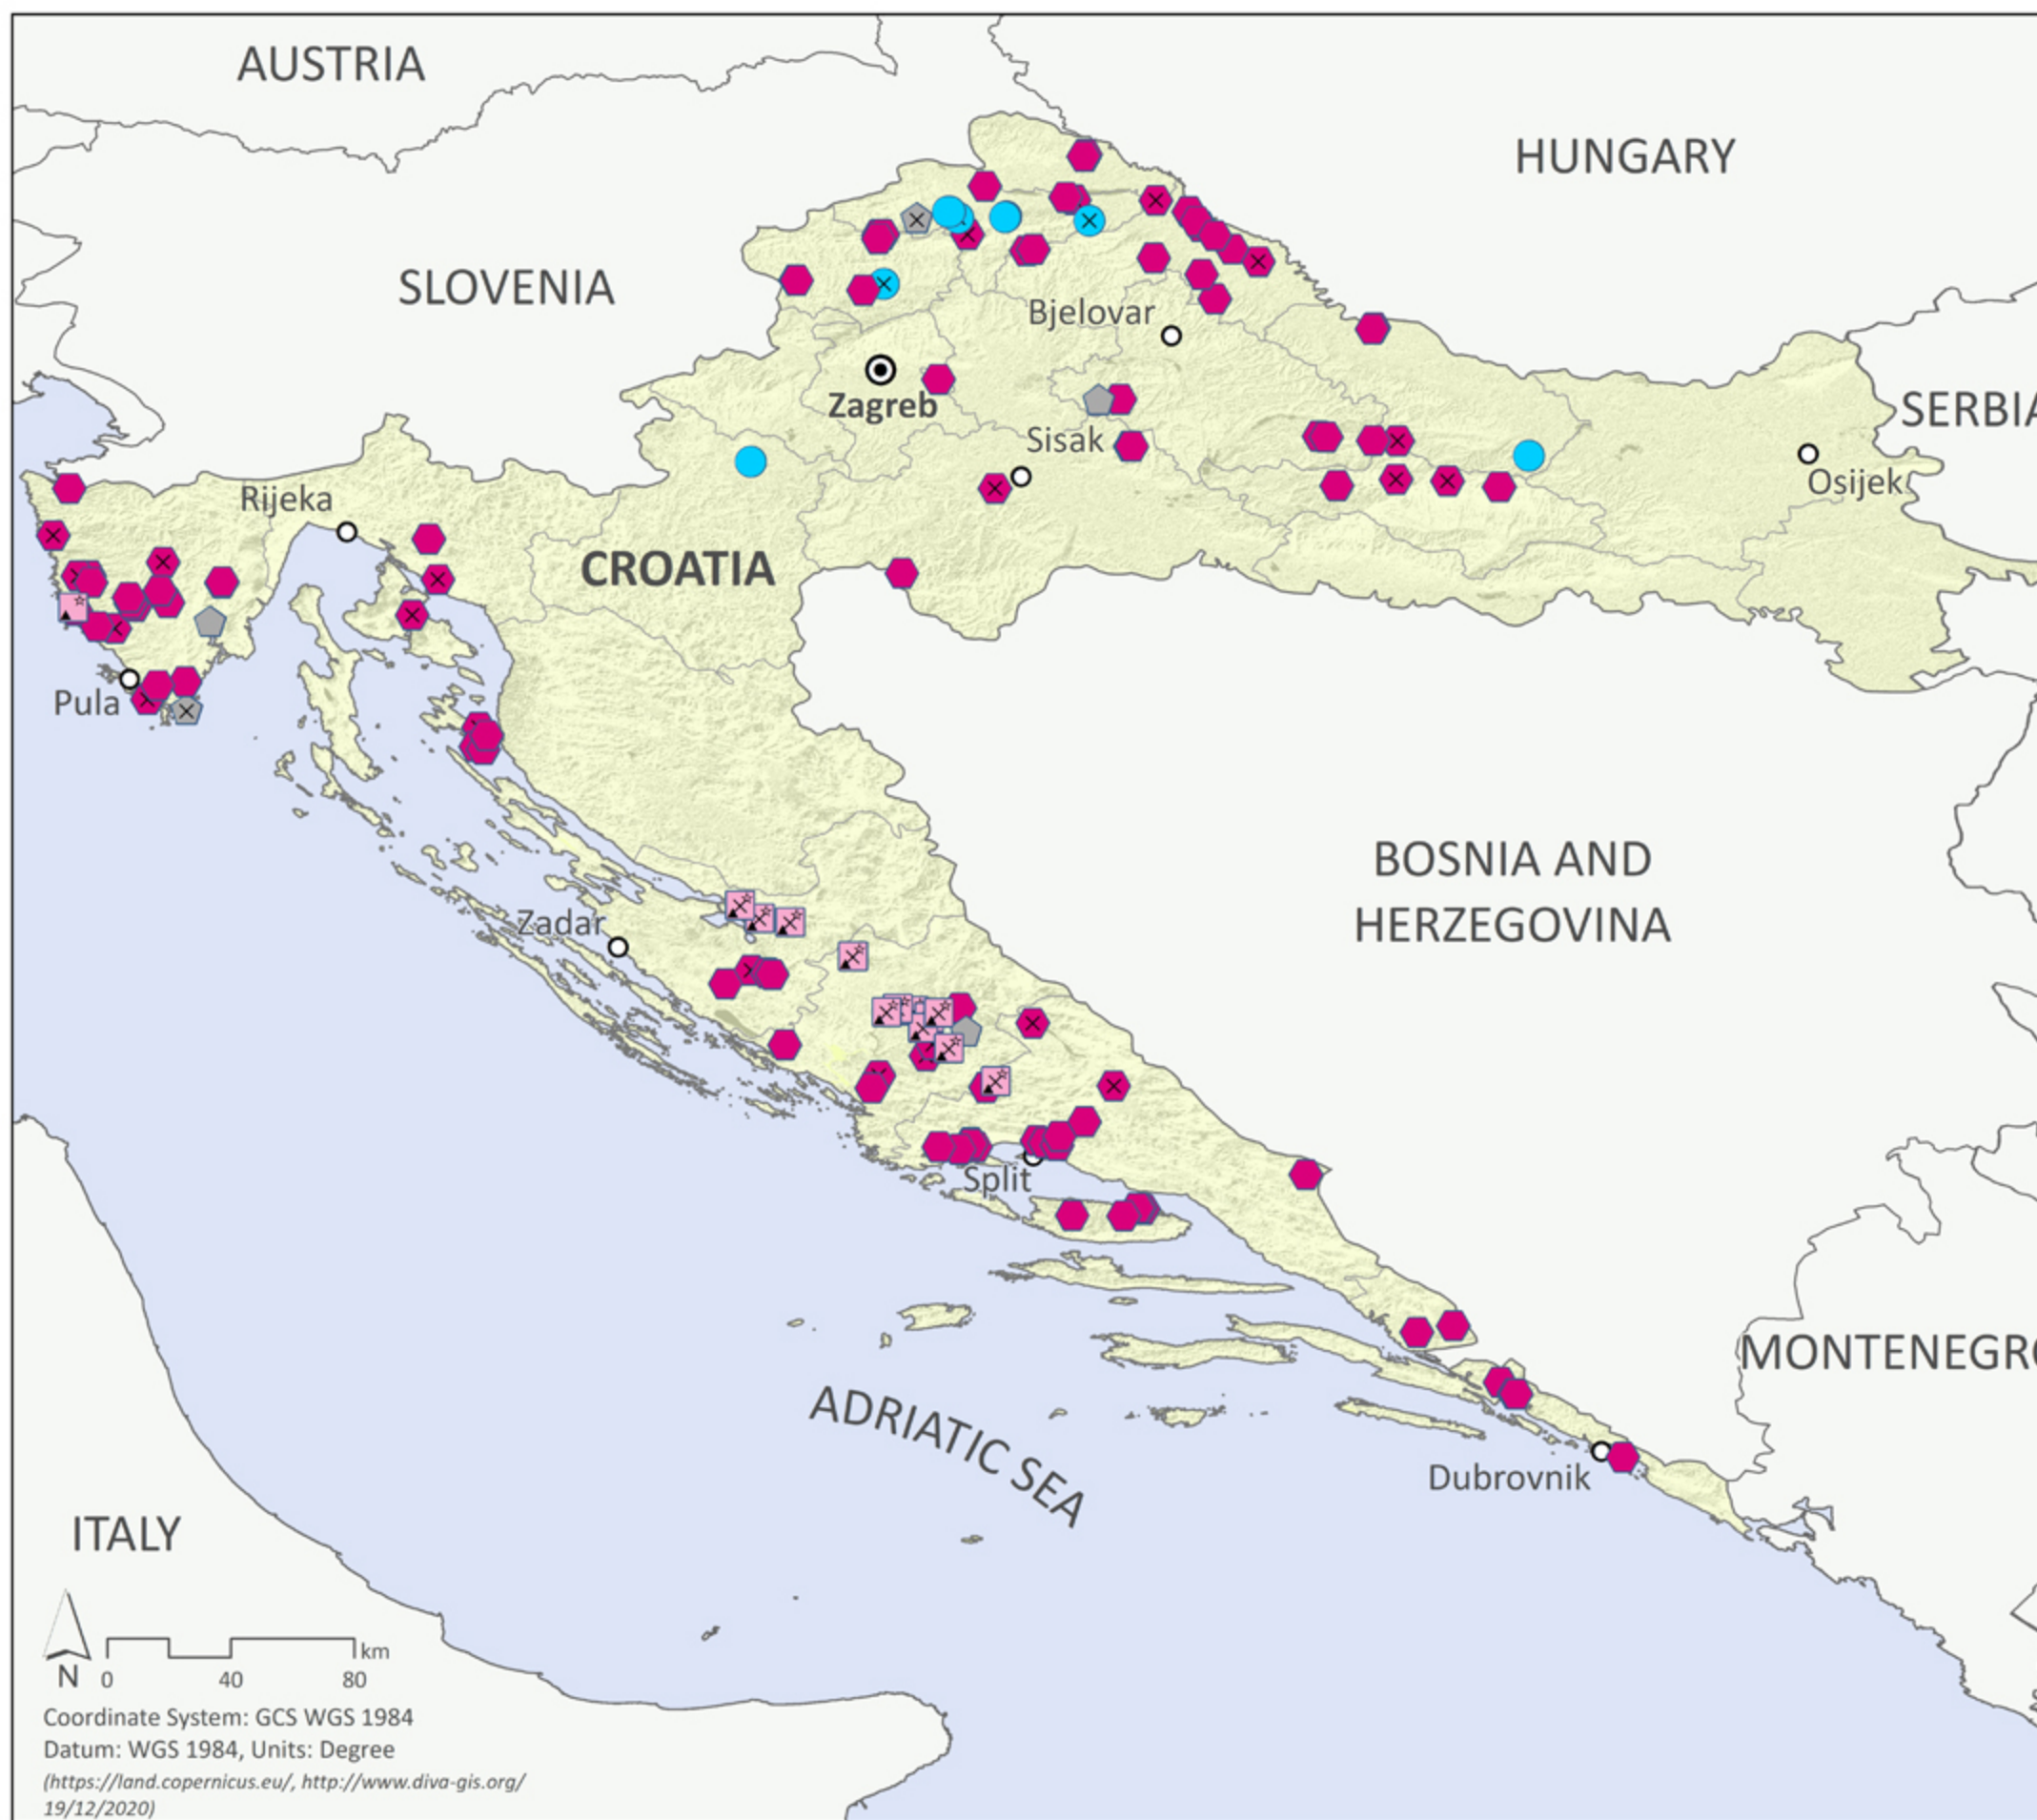 AUSTRIA
HUNGARY
SLOVENIA
Bjelovar
Zagreb
SERBIA
Sisak
Osijek
Rijeka
CROATIA
Pula
BOSNIA AND
HERZEGOVINA
Zadar
Split
MONTENEGRO
ADRIATIC SEA
Dubrovnik
ITALY
km
N 0 40 80
Coordinate System: GCS WGS 1984
Datum: WGS 1984, Units: Degree
(https://land.copernicus.eu/, http://www.diva-gis.org/
19/12/2020)